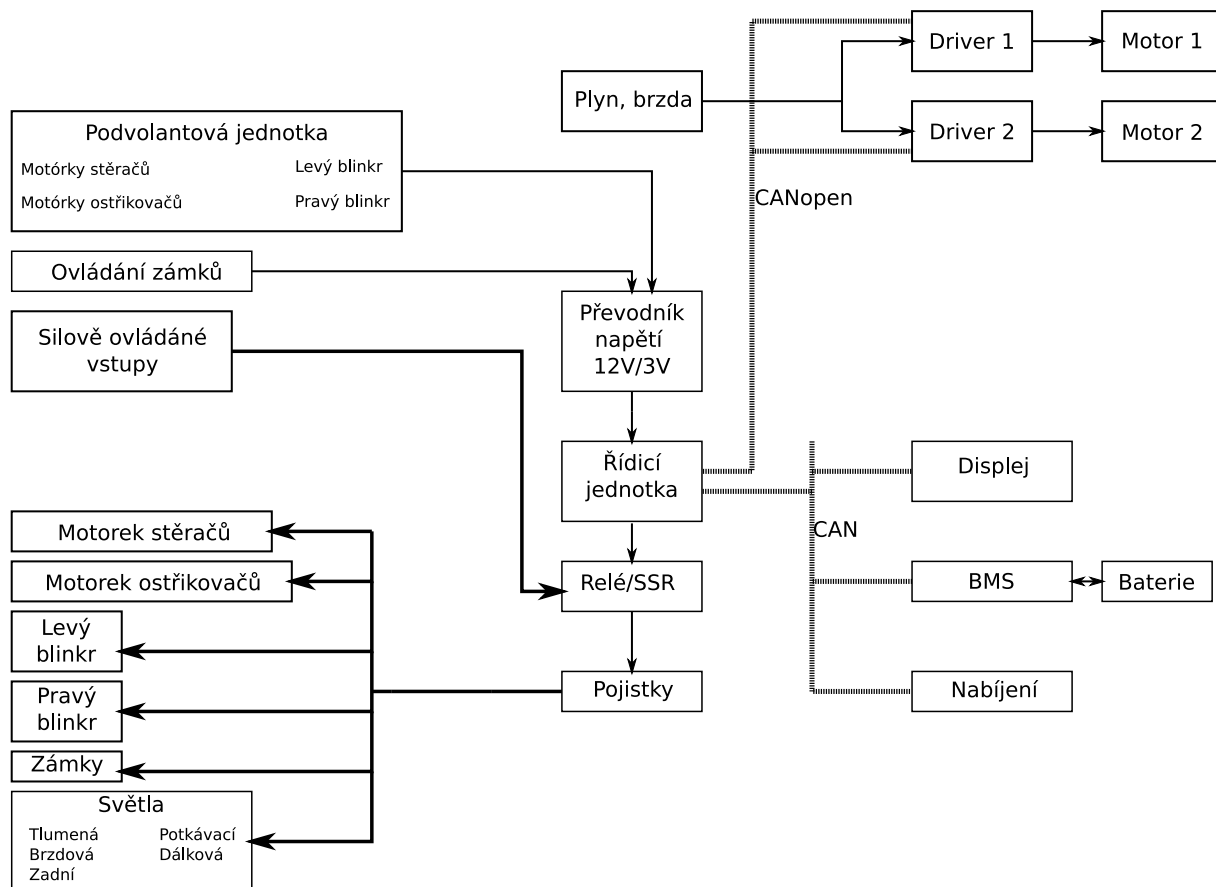 Driver 1
Motor 1
Plyn, brzda
Driver 2
Motor 2
Podvolantová jednotka
Motórky stěračů
Levý blinkr
Motórky ostřikovačů
Pravý blinkr
CANopen
Ovládání zámků
Silově ovládáné
vstupy
Převodník
napětí
12V/3V
Řídicí
jednotka
Displej
CAN
Motorek stěračů
Motorek ostřikovačů
Relé/SSR
BMS
Baterie
Levý
blinkr
Pojistky
Nabíjení
Pravý
blinkr
Zámky
Světla
Tlumená
Potkávací
Brzdová
Dálková
Zadní